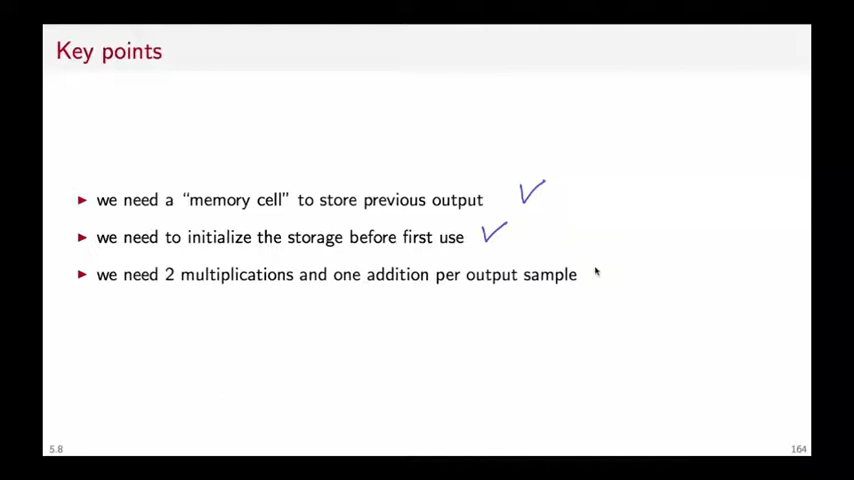 Key points
▶ we need a “memory cell” to store previous output
▶ we need to initialize the storage before first use
▶ we need 2 multiplications and one addition per output sample
5.8
164